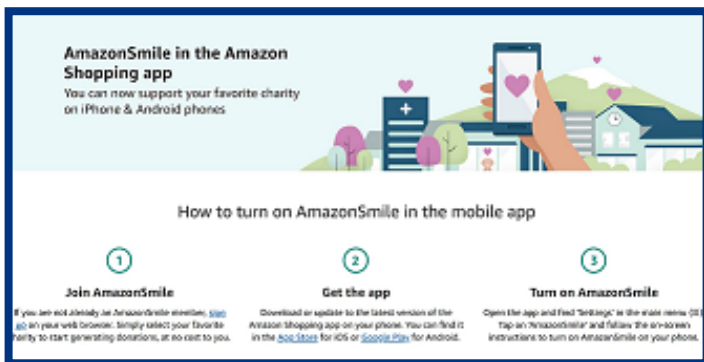 AmazonSmile in the Amazon
Shopping app
You can now support your favorite charity
on iPhone & Android phones
How to turn on AmazonSmile in the mobile app
1
Join AmazonSmile
If you are not already an AmazonSmile member, sign
up on your web browser. Simply select your favorite
charity to start generating donations, at no cost to you.
2
Get the app
Download or update to the latest version of the
Amazon Shopping app on your phone. You can find it
in the App Store for iOS or Google Play for Android.
3
Turn on AmazonSmile
Open the app and find 'Settings' in the main menu (☰).
Tap on 'AmazonSmile' and follow the on-screen
instructions to turn on AmazonSmile on your phone.